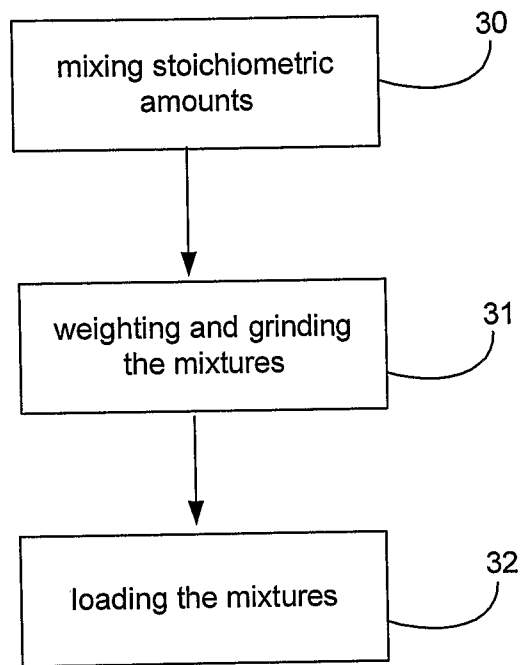 30
mixing stoichiometric
amounts
31
weighting and grinding
the mixtures
32
loading the mixtures